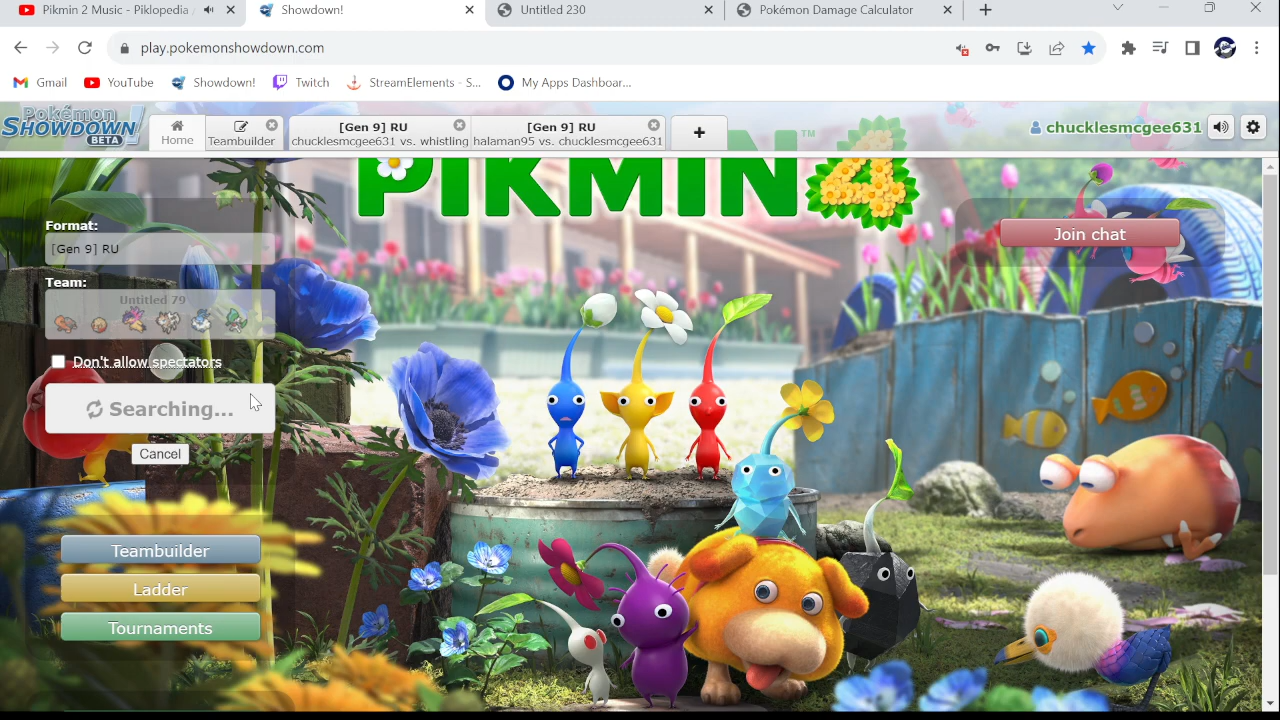 Pikmin 2 Music - Piklopedia
Showdown!
Untitled 230
Pokémon Damage Calculator
play.pokemonshowdown.com
Gmail
YouTube
Showdown!
Twitch
StreamElements - S...
My Apps Dashboar...
Pokémon
SHOWDOWN!
BETA
Home
Teambuilder
[Gen 9] RU
chucklesmcgee631 vs. whistling
[Gen 9] RU
halaman95 vs. chucklesmcgee631
chucklesmcgee631
PIKMIN 4
TM
Format:
[Gen 9] RU
Join chat
Team:
Untitled 79
Don't allow spectators
Searching...
Cancel
Teambuilder
Ladder
Tournaments